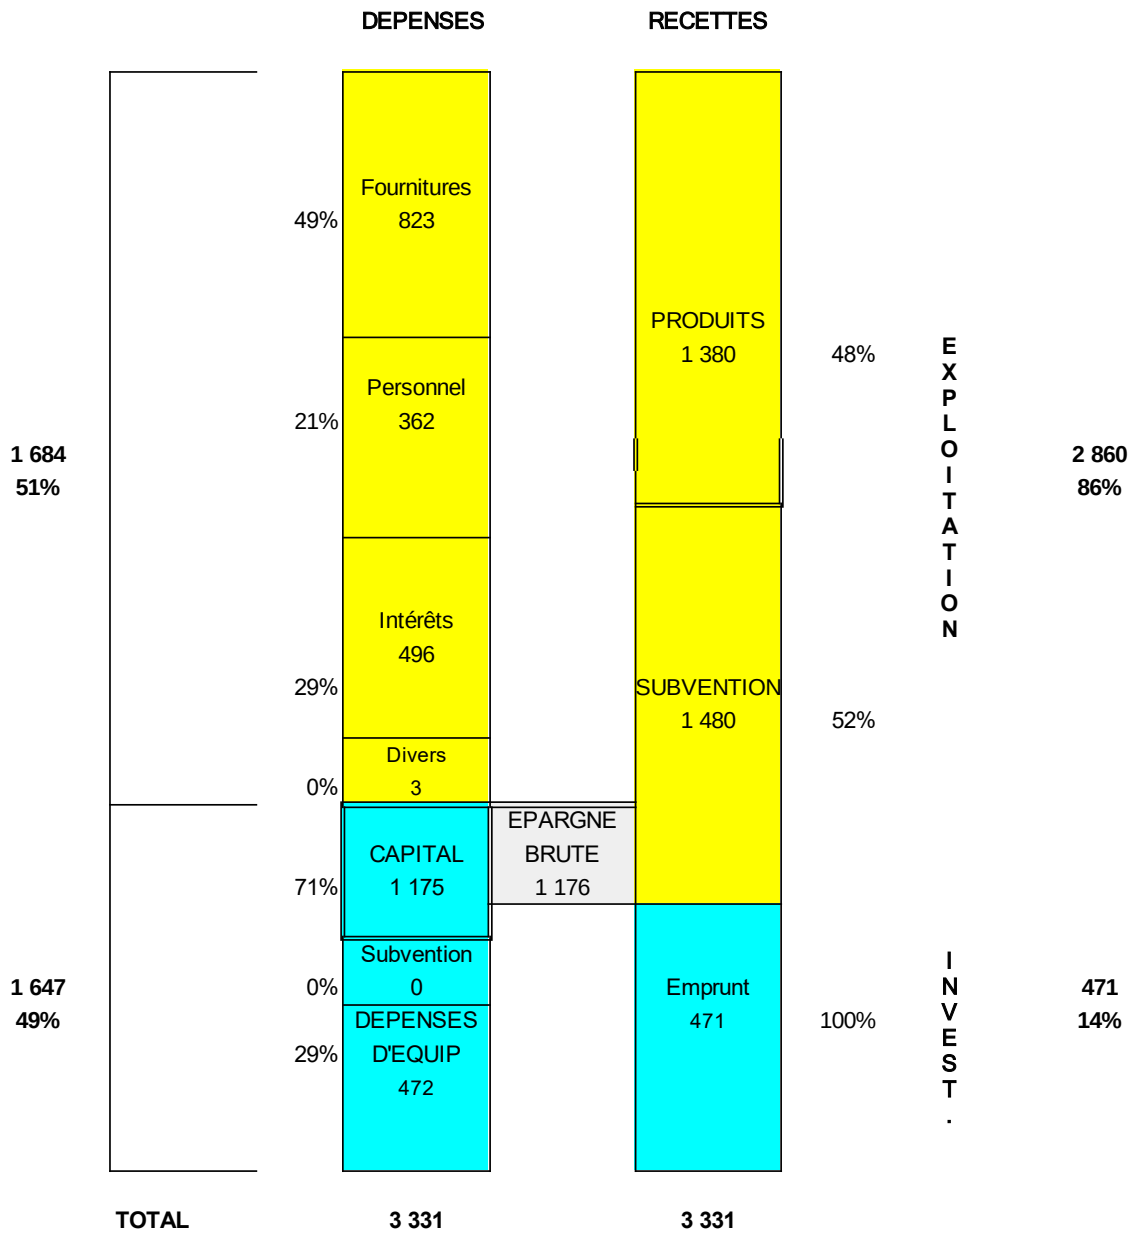 DEPENSES RECETTES
Fournitures
49% 823
PRODUITS
1 380 48%
Personnel
21% 362
1 684
51%
EXPLOITATION
2 860
86%
Intérêts
496
29%
SUBVENTION
1 480 52%
Divers
0% 3
EPARGNE
CAPITAL BRUTE
71% 1 175 1 176
Subvention
1 647 0% 0 Emprunt 471
49% DEPENSES 471 100% 14%
INVEST.
29% D'EQUIP
472
TOTAL 3 331 3 331